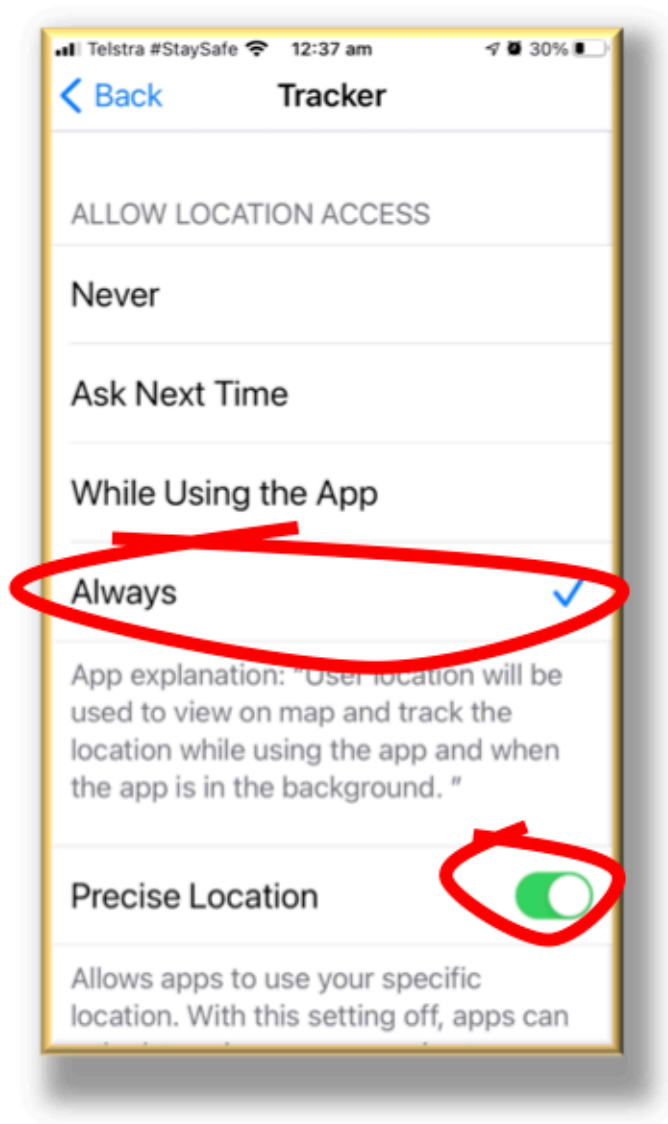 Telstra #StaySafe 12:37 am 30%
Back Tracker
ALLOW LOCATION ACCESS
Never
Ask Next Time
While Using the App
Always
App explanation: "User location will be
used to view on map and track the
location while using the app and when
the app is in the background. "
Precise Location
Allows apps to use your specific
location. With this setting off, apps can